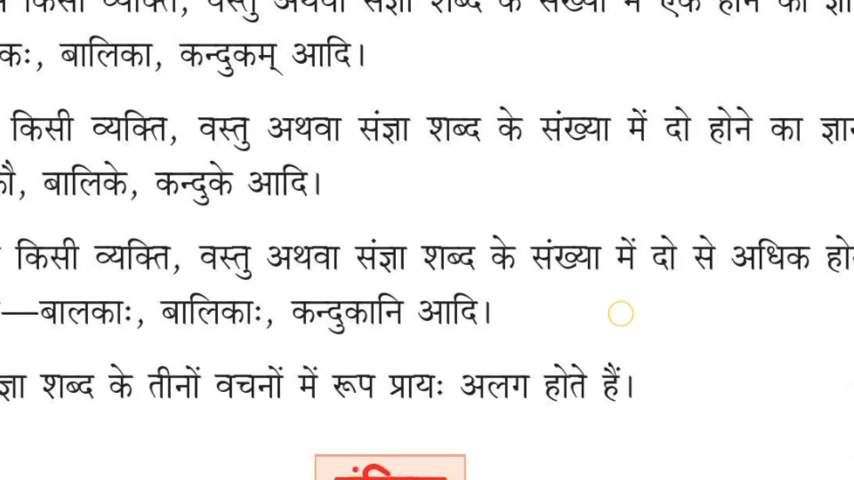 किसी व्यक्ति, वस्तु अथवा संज्ञा शब्द के संख्या में एक होने का
बालिका, कन्दुकम् आदि।
किसी व्यक्ति, वस्तु अथवा संज्ञा शब्द के संख्या में दो होने का
बालिके, कन्दुके आदि।
किसी व्यक्ति, वस्तु अथवा संज्ञा शब्द के संख्या में दो से अधिक
—बालकाः, बालिकाः, कन्दुकानि आदि।
शब्द के तीनों वचनों में रूप प्रायः अलग होते हैं।